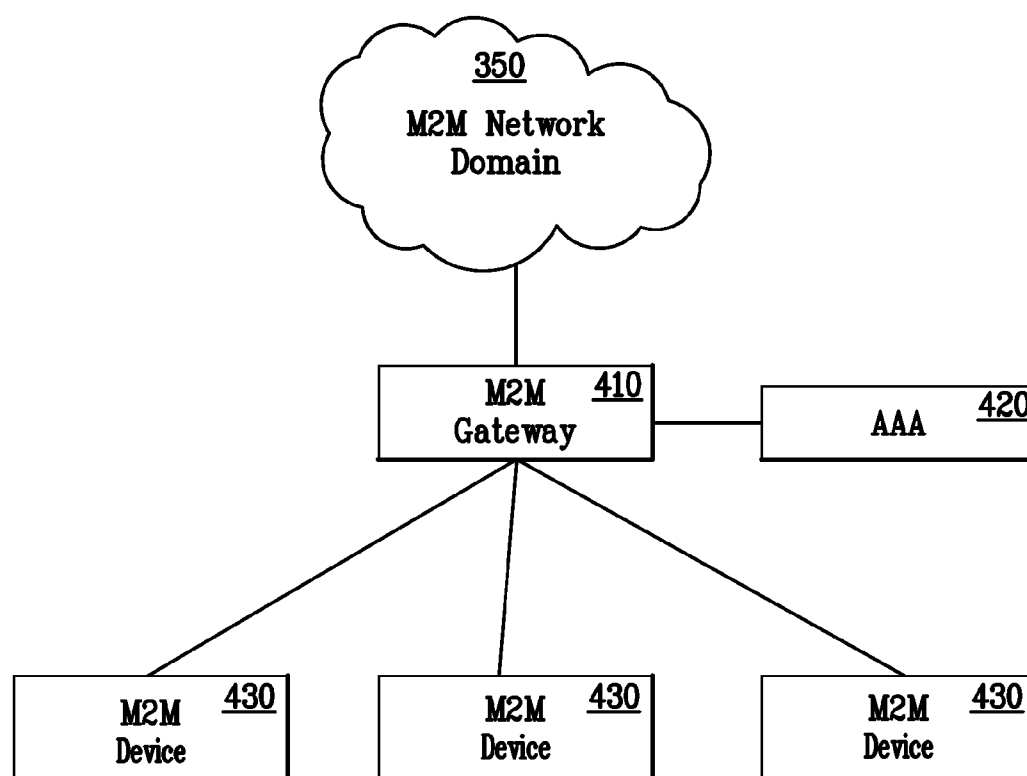 350
M2M Network
Domain
M2M 410
Gateway
AAA 420
M2M 430
Device
M2M 430
Device
M2M 430
Device